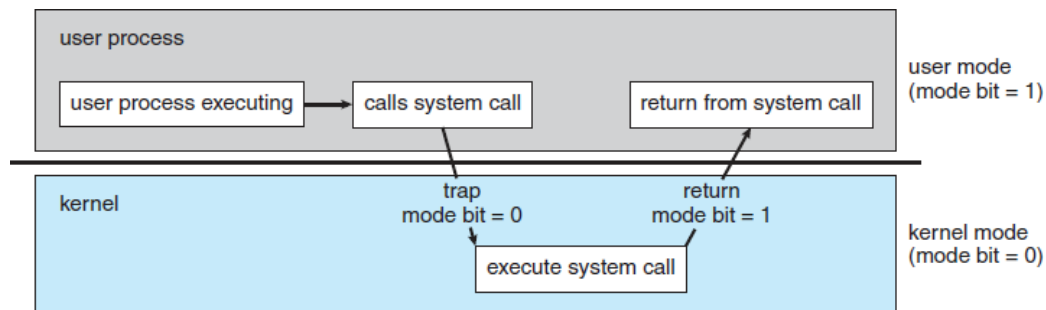 user process
user process executing
calls system call
return from system call
user mode
(mode bit = 1)
kernel
trap
mode bit = 0
return
mode bit = 1
execute system call
kernel mode
(mode bit = 0)